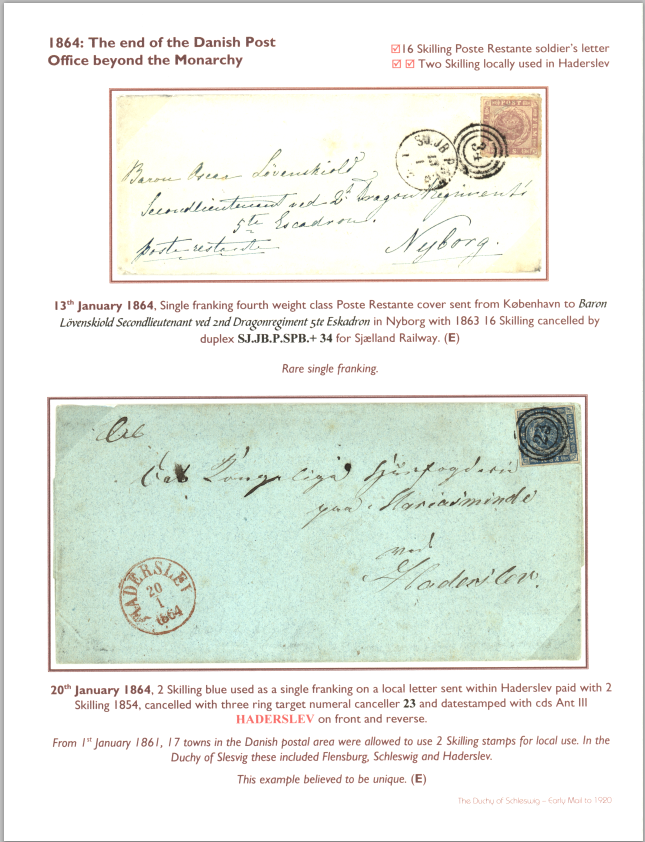 1864: The end of the Danish Post
Office beyond the Monarchy
☑16 Skilling Poste Restante soldier's letter
☑ ☑ Two Skilling locally used in Haderslev
SJ.JB.P.
34
Baron Oscar Lövenskiold
Secondlieutenant ved 2t Dragon Regiments
5te Escadron.
poste restante
Nyborg.
13th January 1864, Single franking fourth weight class Poste Restante cover sent from København to Baron
Lövenskiold Secondlieutenant ved 2nd Dragonregiment 5te Eskadron in Nyborg with 1863 16 Skilling cancelled by
duplex SJ.JB.P.SPB.+ 34 for Sjælland Railway. (E)
Rare single franking.
23
Det Kongelige
paa Mariasminde
ved
Haderslev.
HADERSLEV
20
1
1864
20th January 1864, 2 Skilling blue used as a single franking on a local letter sent within Haderslev paid with 2
Skilling 1854, cancelled with three ring target numeral canceller 23 and datestamped with cds Ant III
HADERSLEV on front and reverse.
From 1st January 1861, 17 towns in the Danish postal area were allowed to use 2 Skilling stamps for local use. In the
Duchy of Slesvig these included Flensburg, Schleswig and Haderslev.
This example believed to be unique. (E)
The Duchy of Schleswig – Early Mail to 1920